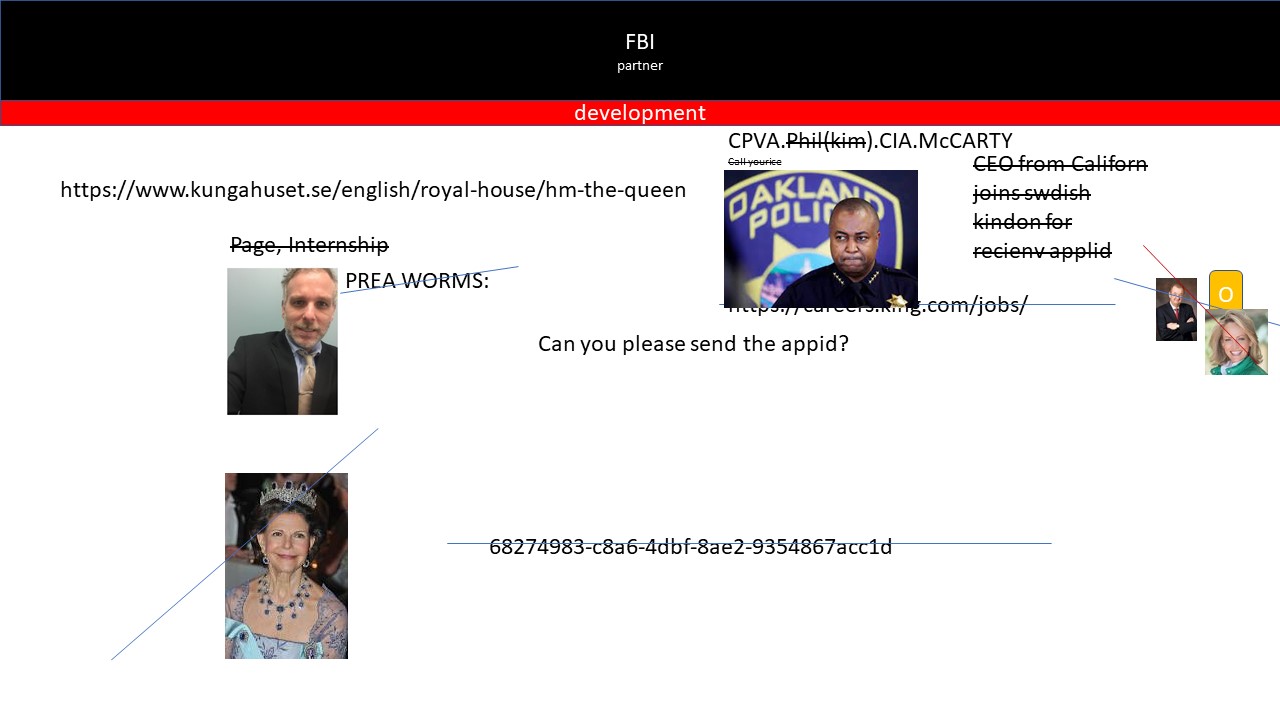 FBI
partner
development
CPVA.Phil(kim).CIA.McCARTY
Call yourice
CEO from Californ
joins swdish
kindon for
recienv applid
https://www.kungahuset.se/english/royal-house/hm-the-queen
OAKLAND
Page, Internship
PREA WORMS:
O
https://careers.king.com/jobs/
Can you please send the appid?
68274983-c8a6-4dbf-8ae2-9354867acc1d